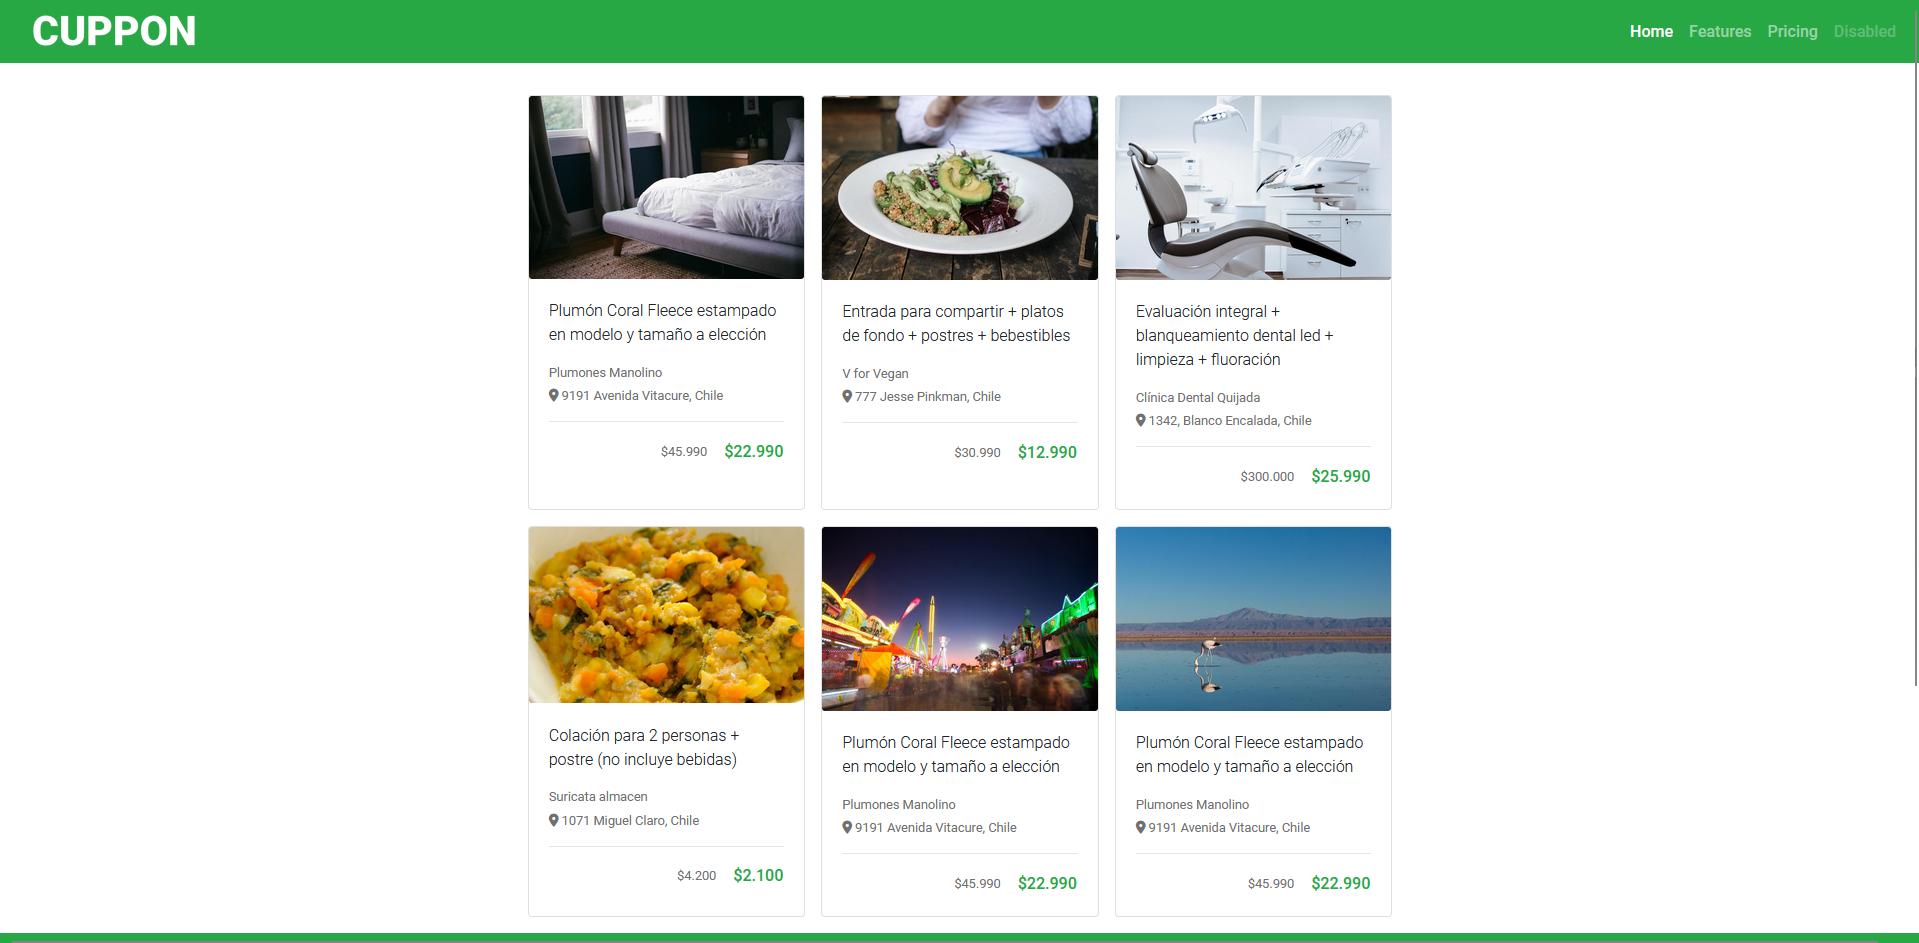 CUPPON
Home Features Pricing Disabled
Plumón Coral Fleece estampado
en modelo y tamaño a elección
Plumones Manolino
9191 Avenida Vitacure, Chile
$45.990 $22.990
Entrada para compartir + platos
de fondo + postres + bebestibles
V for Vegan
777 Jesse Pinkman, Chile
$30.990 $12.990
Evaluación integral +
blanqueamiento dental led +
limpieza + fluoración
Clínica Dental Quijada
1342, Blanco Encalada, Chile
$300.000 $25.990
Colación para 2 personas +
postre (no incluye bebidas)
Suricata almacen
1071 Miguel Claro, Chile
$4.200 $2.100
Plumón Coral Fleece estampado
en modelo y tamaño a elección
Plumones Manolino
9191 Avenida Vitacure, Chile
$45.990 $22.990
Plumón Coral Fleece estampado
en modelo y tamaño a elección
Plumones Manolino
9191 Avenida Vitacure, Chile
$45.990 $22.990